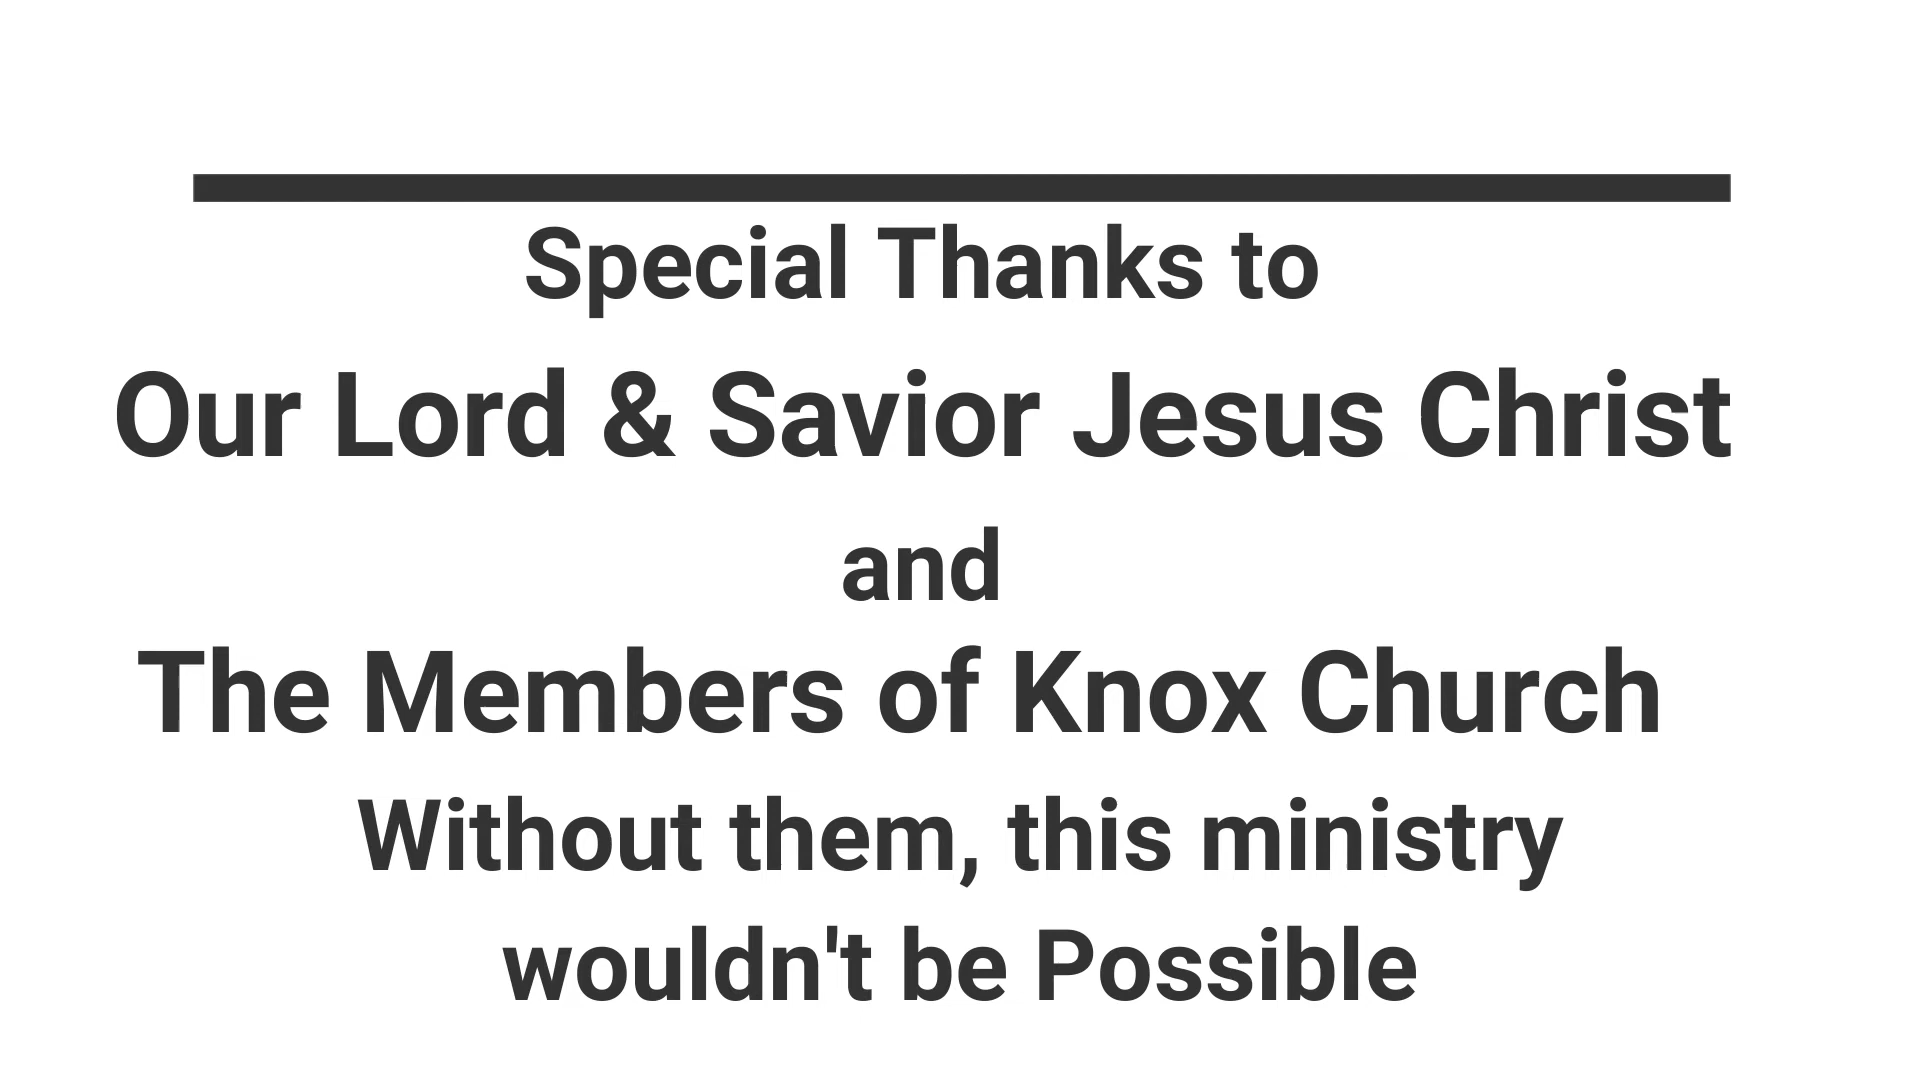 Special Thanks to
Our Lord & Savior Jesus Christ
and
The Members of Knox Church
Without them, this ministry
wouldn't be Possible